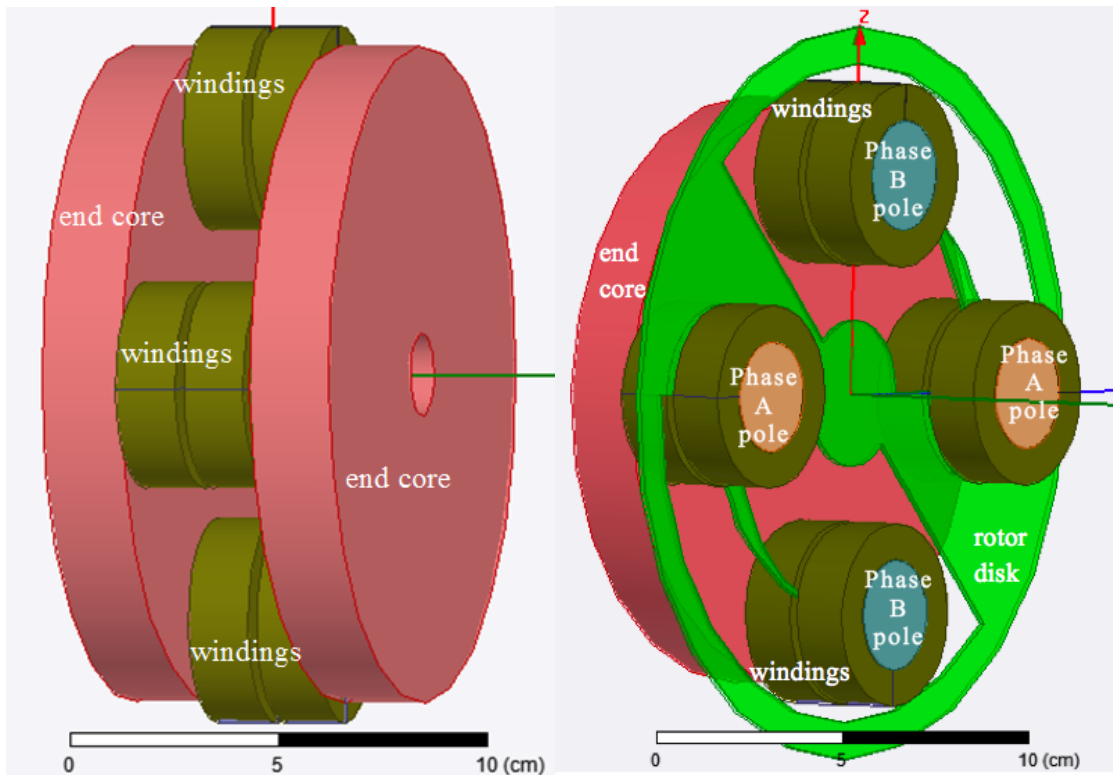 windings
end core
windings
end core
windings
0
5
10 (cm)
z
windings
Phase
B
pole
end
core
Phase
A
pole
Phase
A
pole
rotor
disk
Phase
B
pole
windings
0
5
10 (cm)